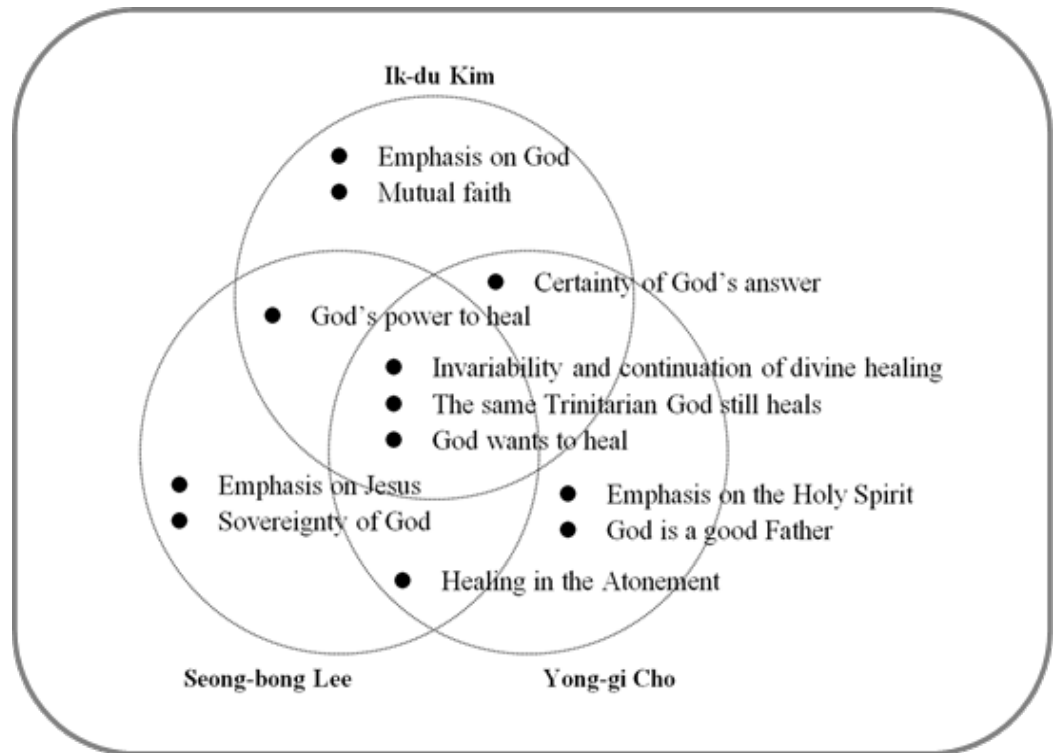 Ik-du Kim
● Emphasis on God
● Mutual faith
● Certainty of God's answer
● God's power to heal
● Invariability and continuation of divine healing
● The same Trinitarian God still heals
● God wants to heal
● Emphasis on Jesus
● Sovereignty of God
● Emphasis on the Holy Spirit
● God is a good Father
● Healing in the Atonement
Seong-bong Lee
Yong-gi Cho